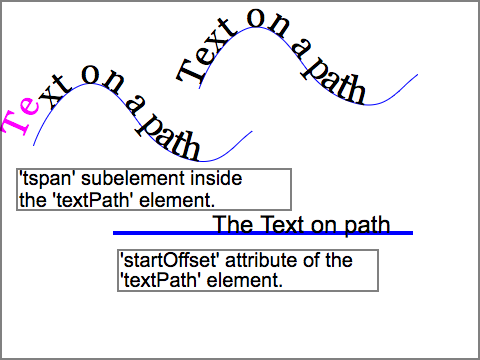 Text on a path
Text on a path
'tspan' subelement inside
the 'textPath' element.
The Text on path
'startOffset' attribute of the
'textPath' element.